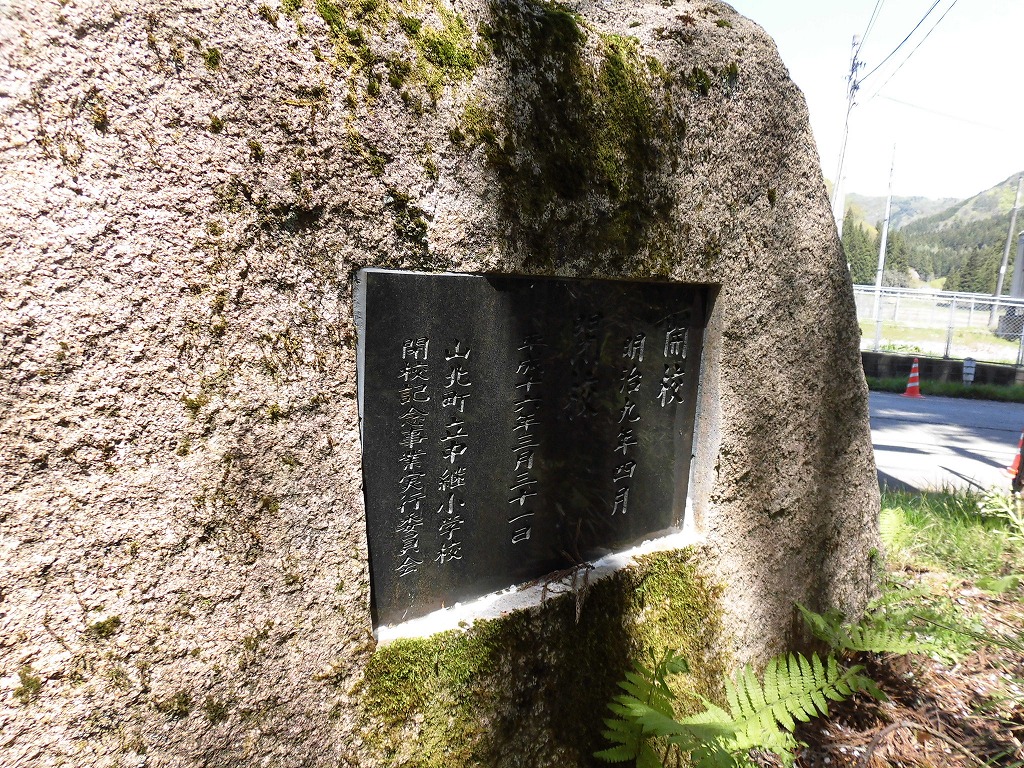 開校
明治九年四月
閉校
平成十六年三月三十一日
山北町立中継小学校
閉校記念事業実行委員会